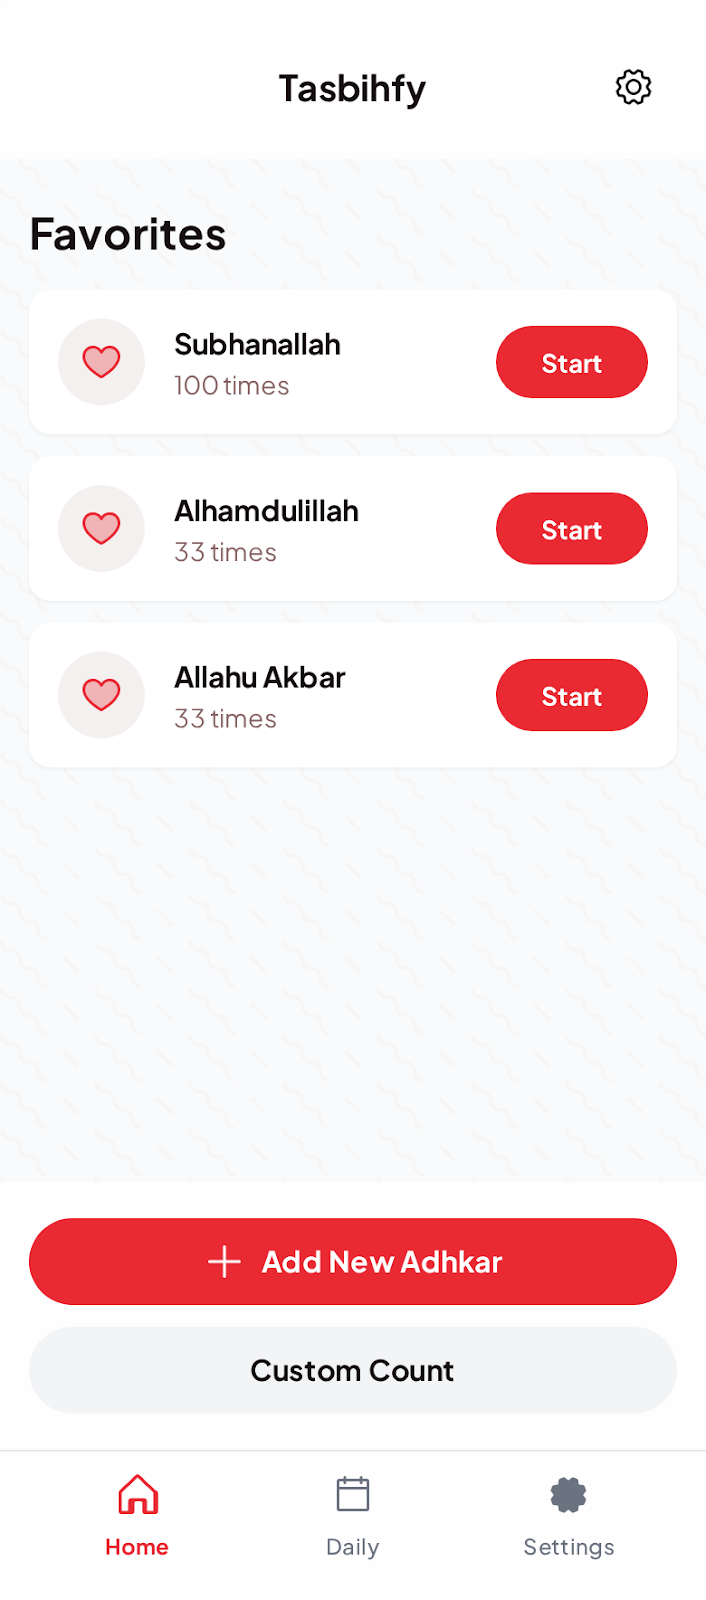 Tasbihfy
Favorites
Subhanallah
100 times
Start
Alhamdulillah
33 times
Start
Allahu Akbar
33 times
Start
Add New Adhkar
Custom Count
Home
Daily
Settings